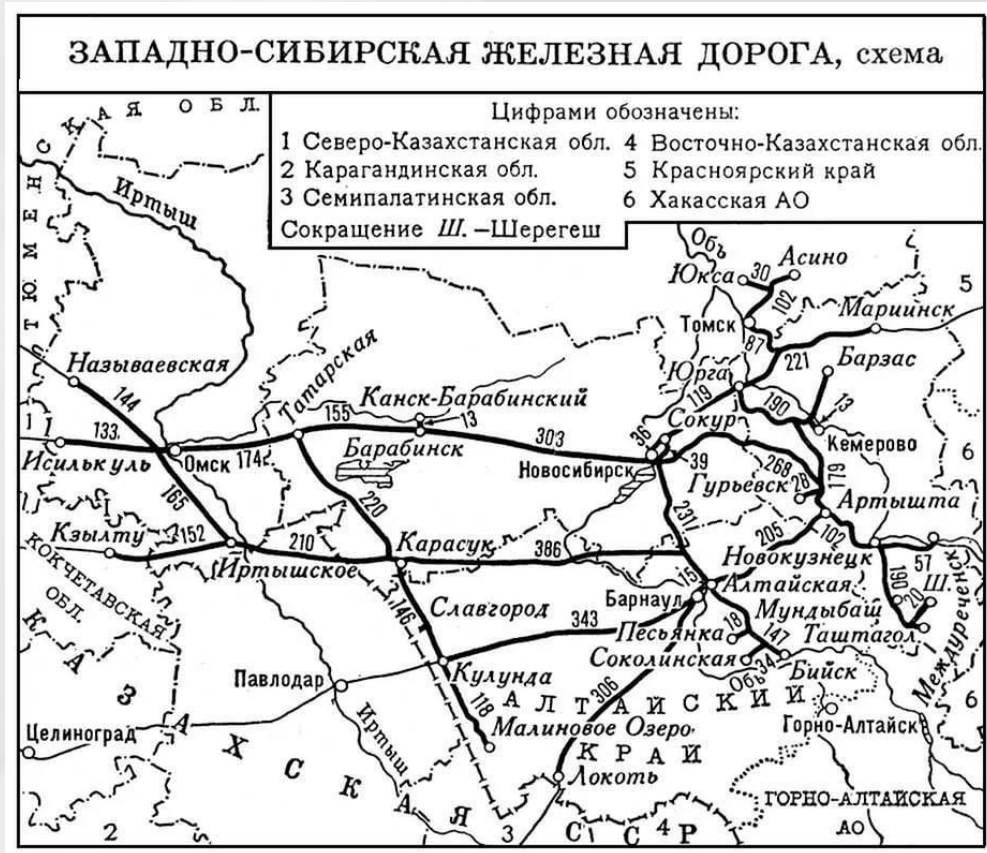 ЗАПАДНО-СИБИРСКАЯ ЖЕЛЕЗНАЯ ДОРОГА, схема
Цифрами обозначены:
1 Северо-Казахстанская обл.
2 Карагандинская обл.
3 Семипалатинская обл.
4 Восточно-Казахстанская обл.
5 Красноярский край
6 Хакасская АО
Сокращение Ш. – Шерегеш
ТЮМЕНСКАЯ ОБЛ.
Иртыш
Обь
Юкса
30
Асино
102
5
Томск
87
Мариинск
221
Барзас
Называевская
144
Татарская
Юрга
119
190
13
Канск-Барабинский
155
13
Сокур
Кемерово
1
133
Исилькуль
Омск
174
Барабинск
303
36
Новосибирск
39
268
Гурьевск
28
179
6
165
220
Артышта
1
Кзылту
152
Иртышское
210
Карасук
386
231
205
102
Новокузнецк
57
КОКЧЕТАВСКАЯ
ОБЛ.
15
Алтайская
190
20
Ш.
146
Славгород
Барнаул
Мундыбаш
343
18
147
Песьянка
Таштагол
Соколинская
34
Обь
Бийск
Междуреченск
Павлодар
Кулунда
306
118
АЛТАЙСКИЙ
КРАЙ
6
Целиноград
Иртыш
Малиновое Озеро
Горно-Алтайск
Локоть
ГОРНО-АЛТАЙСКАЯ
АО
КАЗАХСКАЯ
ССР
2
3
4